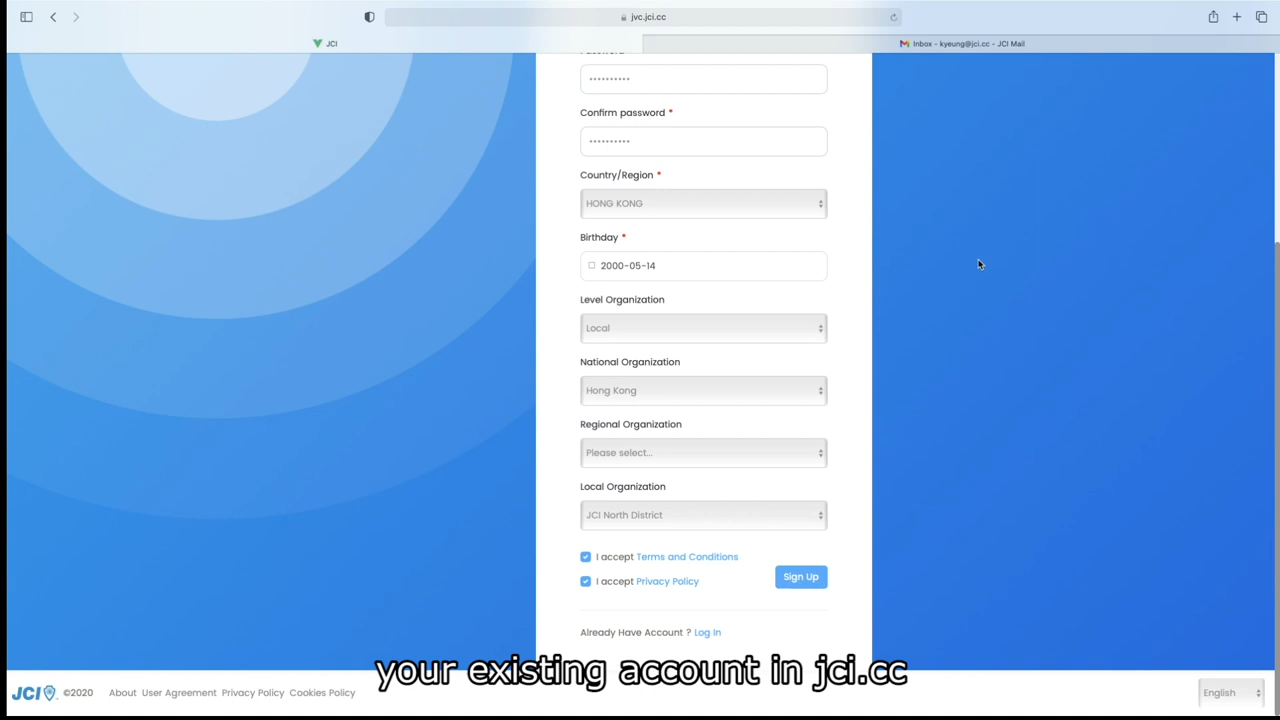 jvc.jci.cc
JCI
Inbox - kyeung@jci.cc - JCI Mail
••••••••••
Confirm password *
••••••••••
Country/Region *
HONG KONG
Birthday *
2000-05-14
Level Organization
Local
National Organization
Hong Kong
Regional Organization
Please select...
Local Organization
JCI North District
I accept Terms and Conditions
I accept Privacy Policy
Sign Up
Already Have Account ? Log In
your existing account in jci.cc
JCI ©2020 About User Agreement Privacy Policy Cookies Policy
English